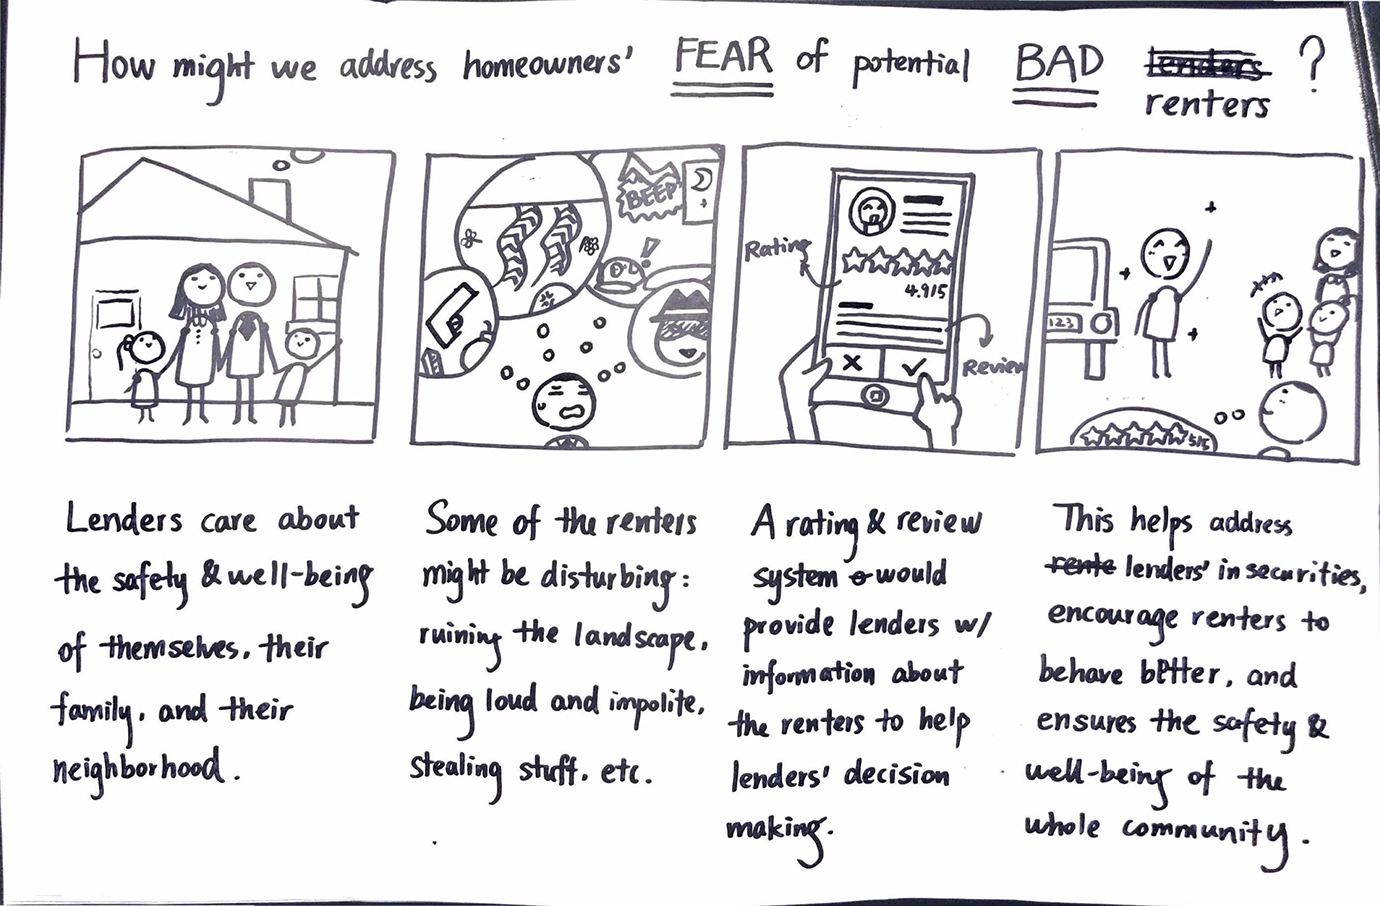 How might we address homeowners' FEAR of potential BAD lenders ?
renters
BEEP
Rating
4.9/5
Review
123
5/5
Lenders care about
the safety & well-being
of themselves, their
family, and their
neighborhood.
Some of the renters
might be disturbing:
ruining the landscape,
being loud and impolite,
stealing stuff, etc.
A rating & review
system would
provide lenders w/
information about
the renters to help
lenders' decision
making.
This helps address
rente lenders' insecurities,
encourage renters to
behave better, and
ensures the safety &
well-being of the
whole community.